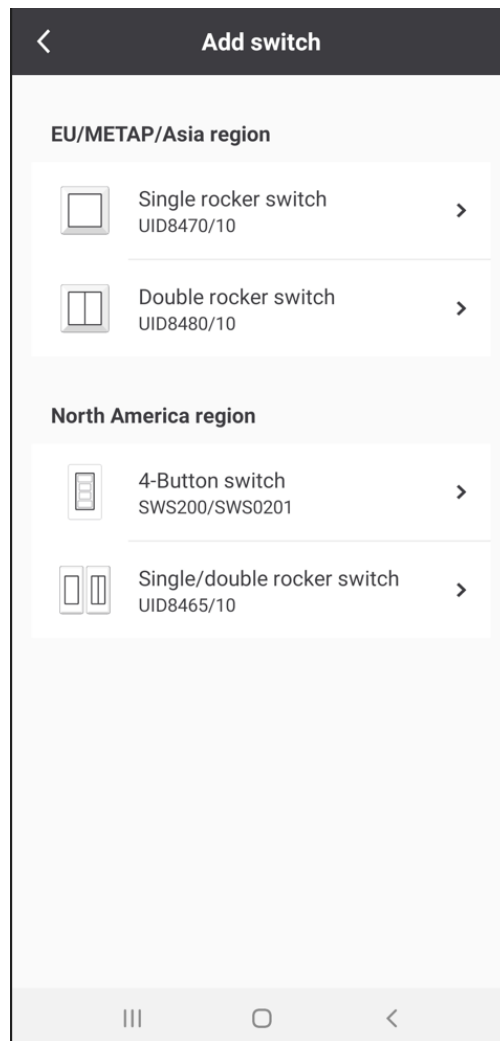 Add switch
EU/METAP/Asia region
Single rocker switch
UID8470/10
Double rocker switch
UID8480/10
North America region
4-Button switch
SWS200/SWS0201
Single/double rocker switch
UID8465/10